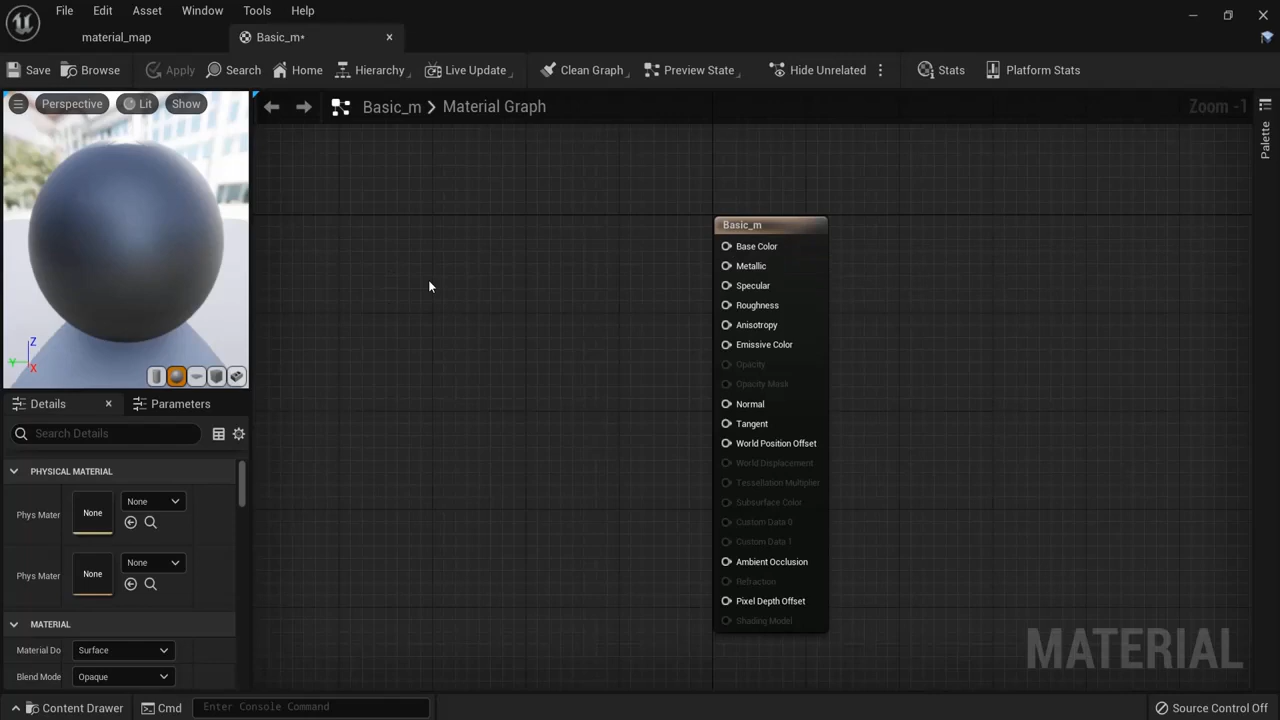 File Edit Asset Window Tools Help
material_map Basic_m*
Save Browse Apply Search Home Hierarchy Live Update Clean Graph Preview State Hide Unrelated Stats Platform Stats
Perspective Lit Show
Basic_m Material Graph Zoom -1
Palette
Basic_m
Base Color
Metallic
Specular
Roughness
Anisotropy
Emissive Color
Opacity
Opacity Mask
Normal
Tangent
World Position Offset
World Displacement
Tessellation Multiplier
Subsurface Color
Custom Data 0
Custom Data 1
Ambient Occlusion
Refraction
Pixel Depth Offset
Shading Model
Z
Y
X
Details Parameters
Search Details
PHYSICAL MATERIAL
Phys Mater None None
Phys Mater None None
MATERIAL
Material Do Surface
Blend Mode Opaque
MATERIAL
Content Drawer Cmd Enter Console Command Source Control Off